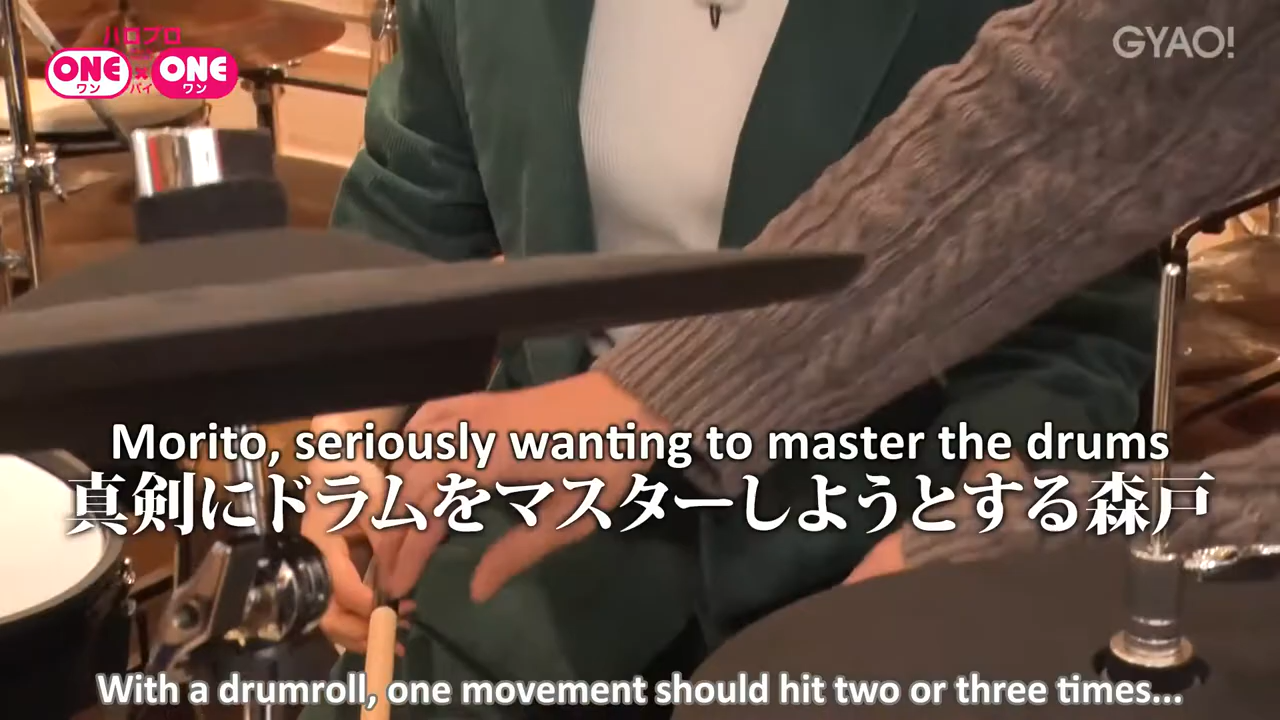 ハロプロ
ONE × ONE
ワン バイ ワン
GYAO!
Morito, seriously wanting to master the drums
真剣にドラムをマスターしようとする森戸
With a drumroll, one movement should hit two or three times...